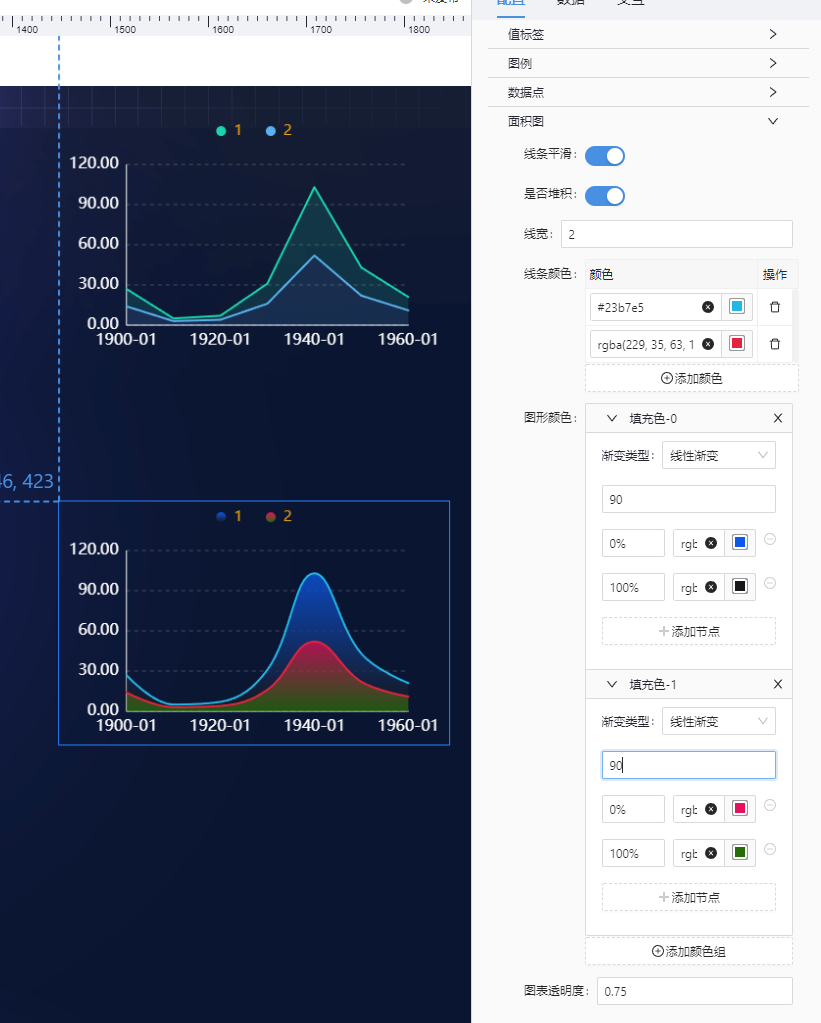 配置 数据 交互
1400 1500 1600 1700 1800
值标签
图例
数据点
面积图
1 2
120.00
90.00
60.00
30.00
0.00
1900-01 1920-01 1940-01 1960-01
线条平滑:
是否堆积:
线宽: 2
线条颜色: 颜色 操作
#23b7e5
rgba(229, 35, 63, 1
添加颜色
图形颜色: 填充色-0 X
渐变类型: 线性渐变
90
0% rgb
100% rgb
添加节点
46, 423
1 2
120.00
90.00
60.00
30.00
0.00
1900-01 1920-01 1940-01 1960-01
填充色-1 X
渐变类型: 线性渐变
90
0% rgb
100% rgb
添加节点
添加颜色组
图表透明度: 0.75